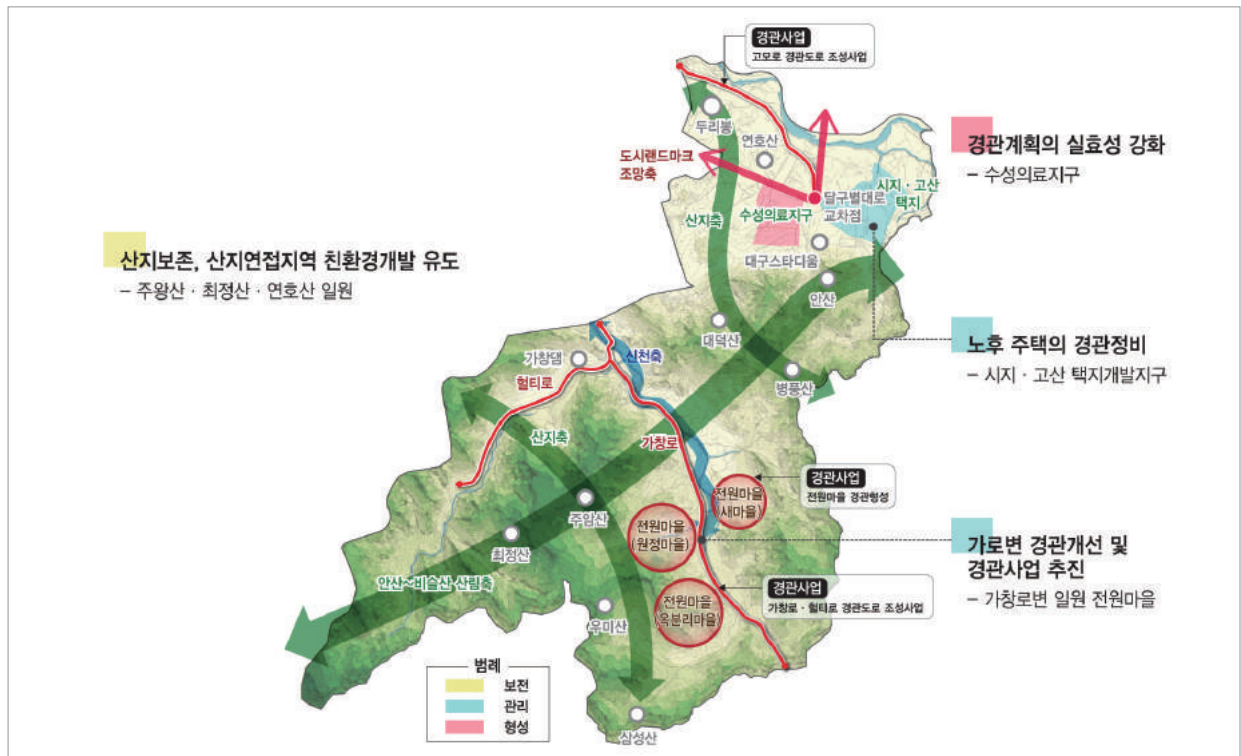 경관사업
고모로 경관도로 조성사업
두리봉
연호산
도시랜드마크
조망축
경관계획의 실효성 강화
– 수성의료지구
시지・고산
택지
달구벌대로
교차점
산지축
수성의료지구
대구스타디움
산지보존, 산지연접지역 친환경개발 유도
– 주왕산・최정산・연호산 일원
안산
대덕산
노후 주택의 경관정비
– 시지・고산 택지개발지구
가창댐
신천축
헐티로
병풍산
산지축
가창로
경관사업
전원마을 경관형성
전원마을
(새마을)
주암산
전원마을
(원정마을)
최정산
가로변 경관개선 및
경관사업 추진
– 가창로변 일원 전원마을
안산~비슬산 산림축
경관사업
가창로・헐티로 경관도로 조성사업
전원마을
(옥분리마을)
우미산
범례
보전
관리
형성
삼성산